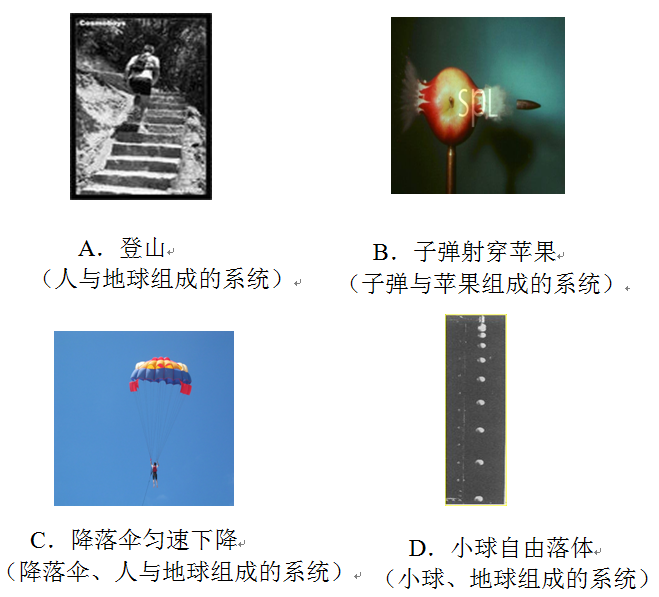 Cosmoboys
spL
A．登山
（人与地球组成的系统）
B．子弹射穿苹果
（子弹与苹果组成的系统）
C．降落伞匀速下降
（降落伞、人与地球组成的系统）
D．小球自由落体
（小球、地球组成的系统）